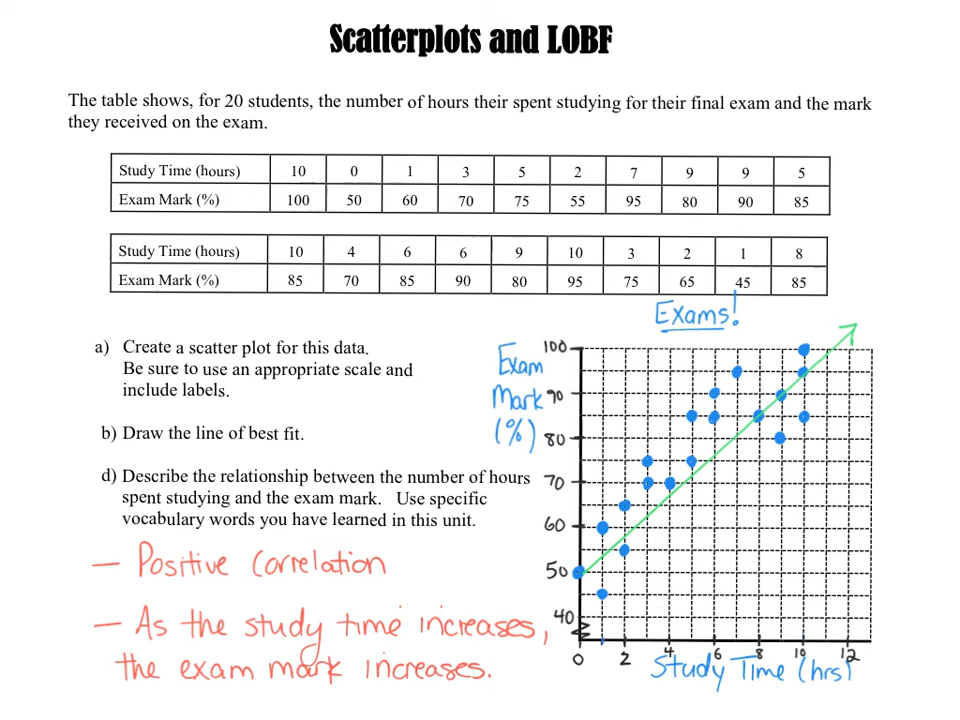 Scatterplots and LOBF
The table shows, for 20 students, the number of hours their spent studying for their final exam and the mark
they received on the exam.
Study Time (hours) 10 0 1 3 5 2 7 9 9 5
Exam Mark (%) 100 50 60 70 75 55 95 80 90 85
Study Time (hours) 10 4 6 6 9 10 3 2 1 8
Exam Mark (%) 85 70 85 90 80 95 75 65 45 85
a) Create a scatter plot for this data.
Be sure to use an appropriate scale and
include labels.
b) Draw the line of best fit.
d) Describe the relationship between the number of hours
spent studying and the exam mark. Use specific
vocabulary words you have learned in this unit.
– Positive Correlation
– As the study time increases,
the exam mark increases.
Exams!
Exam
Mark
(%)
100
90
80
70
60
50
40
0 2 4 6 8 10 12
Study Time (hrs)